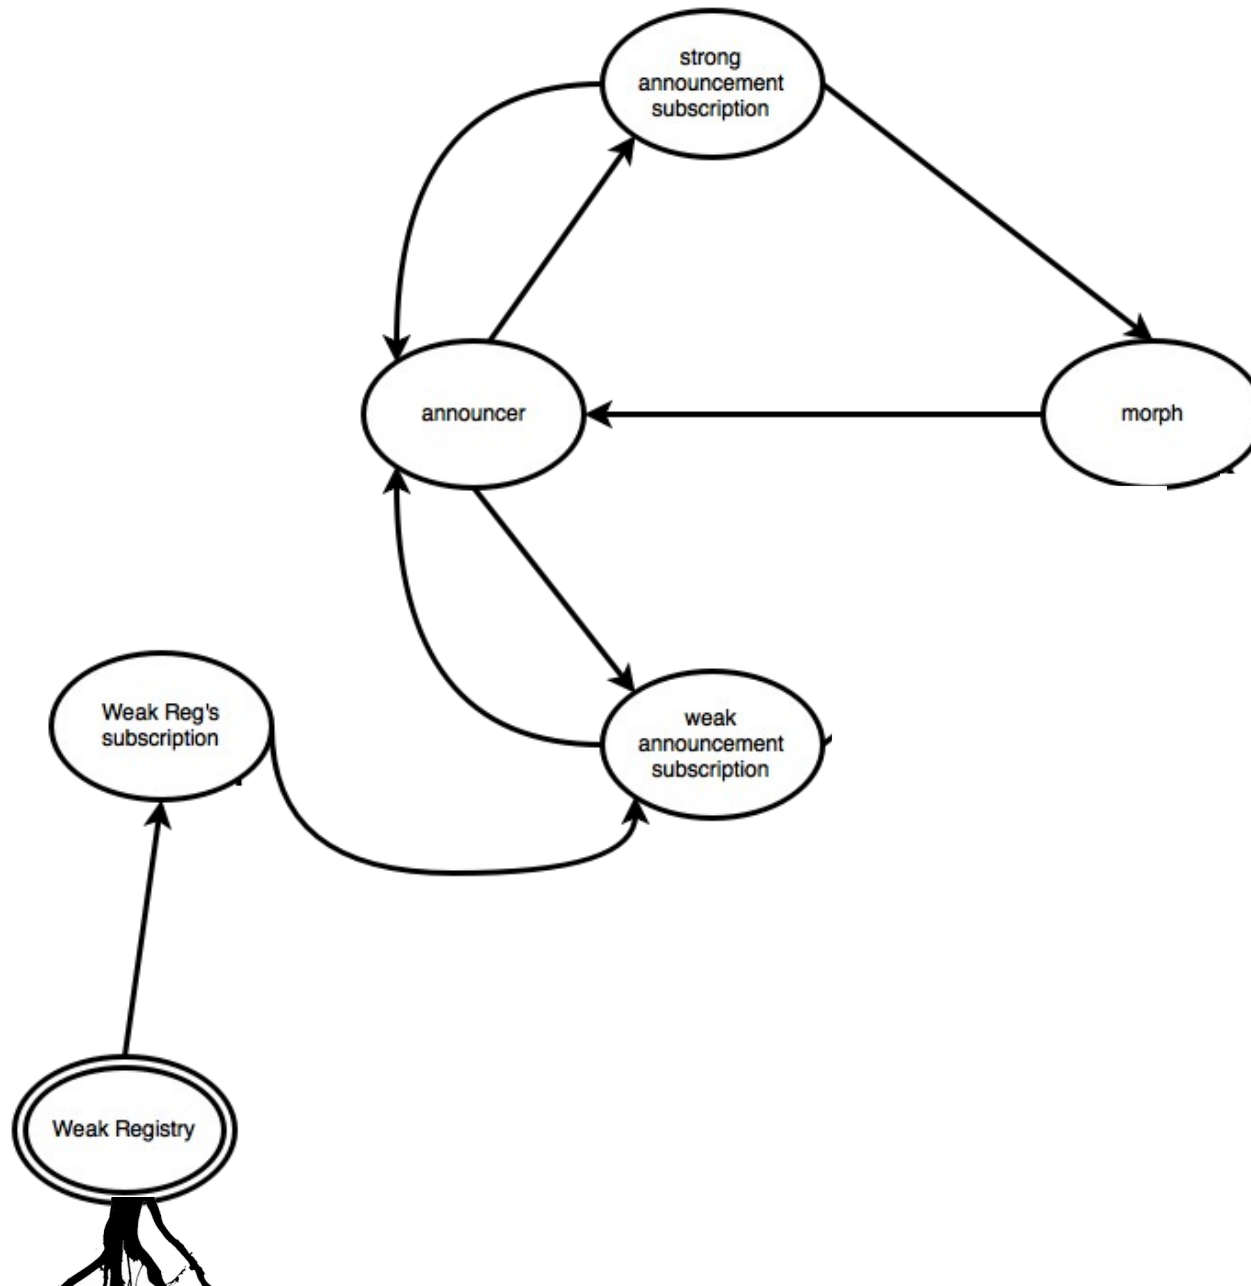 strong
announcement
subscription
announcer
morph
Weak Reg's
subscription
weak
announcement
subscription
Weak Registry